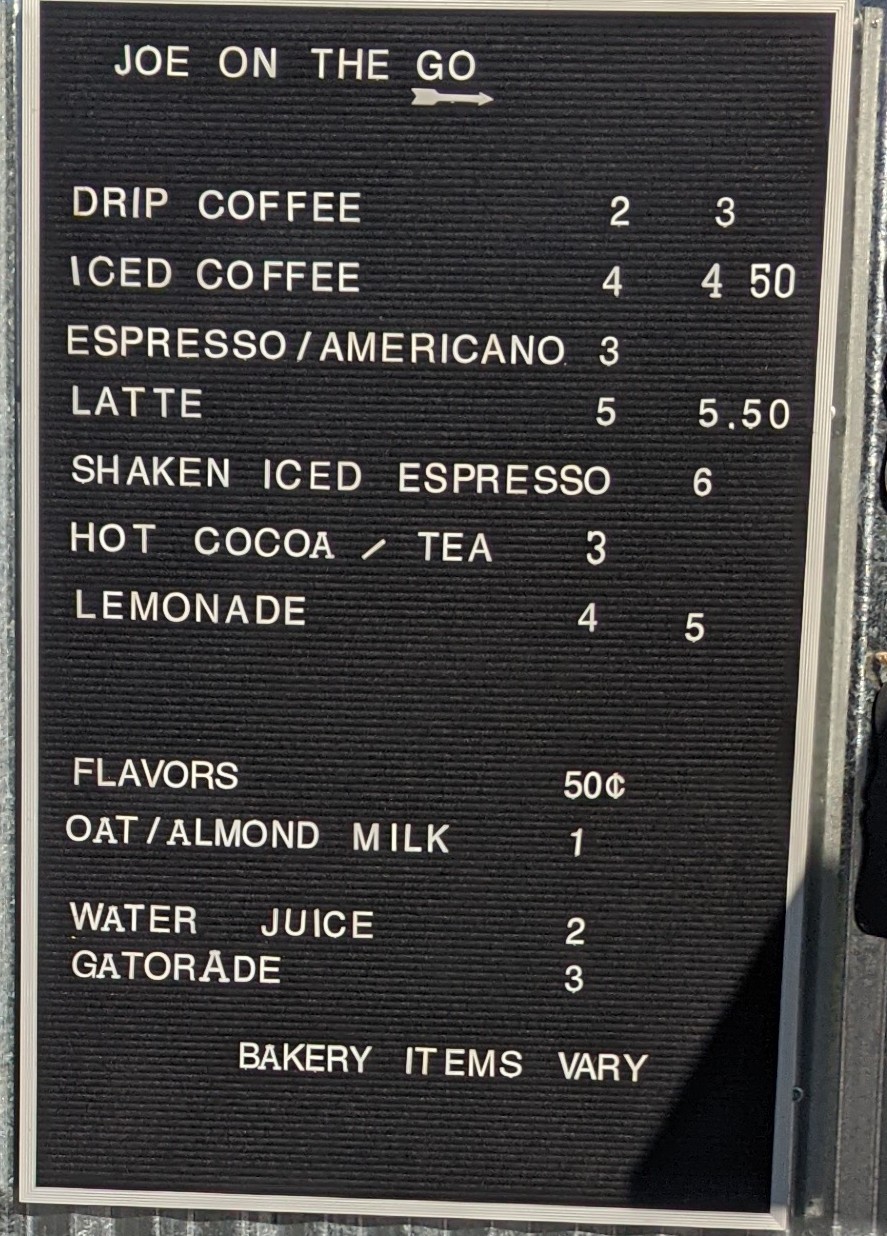 JOE ON THE GO
DRIP COFFEE 2 3
ICED COFFEE 4 4 50
ESPRESSO/AMERICANO 3
LATTE 5 5.50
SHAKEN ICED ESPRESSO 6
HOT COCOA / TEA 3
LEMONADE 4 5
FLAVORS 50¢
OAT/ALMOND MILK 1
WATER JUICE 2
GATORADE 3
BAKERY ITEMS VARY